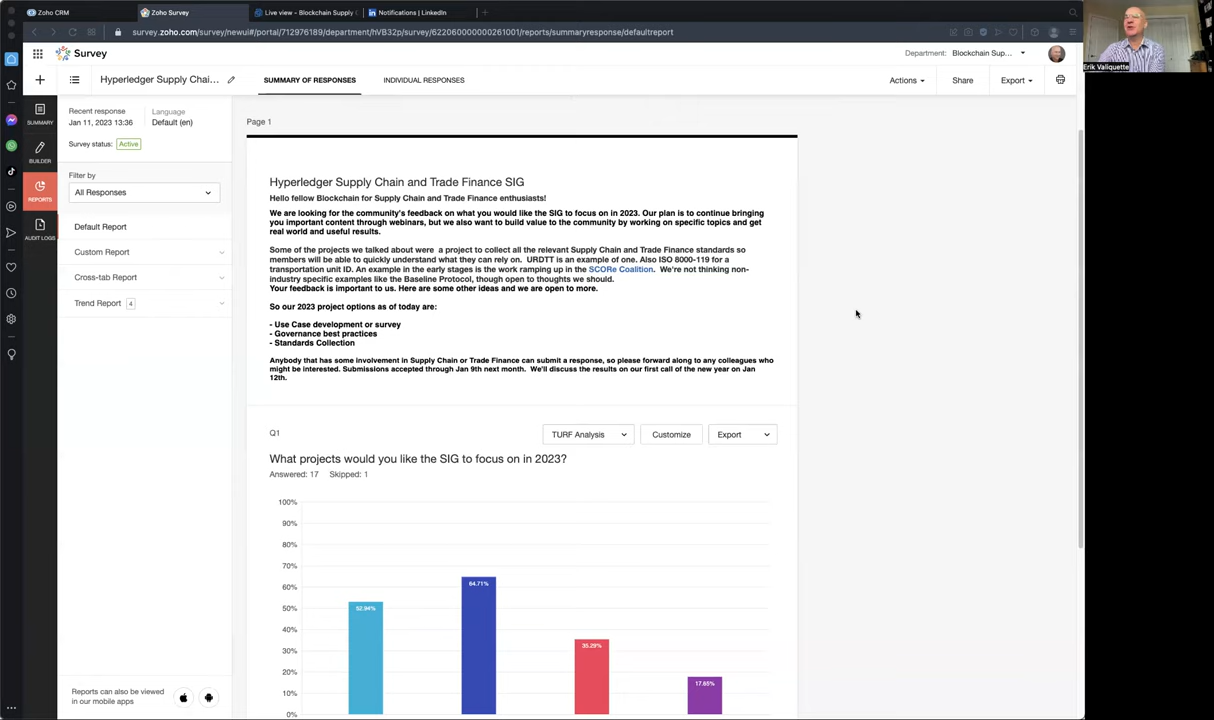 Zoho CRM
Zoho Survey
Live view - Blockchain Supply
Notifications | LinkedIn
survey.zoho.com/survey/newui#/portal/712976189/department/hVB32p/survey/622060000000261001/reports/summaryresponse/defaultreport
Erik Valiquette
Survey
Department: Blockchain Sup...
Hyperledger Supply Chai...
SUMMARY OF RESPONSES
INDIVIDUAL RESPONSES
Actions
Share
Export
SUMMARY
BUILDER
REPORTS
AUDIT LOGS
Recent response
Jan 11, 2023 13:36
Language
Default (en)
Survey status: Active
Filter by
All Responses
Default Report
Custom Report
Cross-tab Report
Trend Report 4
Reports can also be viewed
in our mobile apps
Page 1
Hyperledger Supply Chain and Trade Finance SIG
Hello fellow Blockchain for Supply Chain and Trade Finance enthusiasts!
We are looking for the community's feedback on what you would like the SIG to focus on in 2023. Our plan is to continue bringing
you important content through webinars, but we also want to build value to the community by working on specific topics and get
real world and useful results.
Some of the projects we talked about were a project to collect all the relevant Supply Chain and Trade Finance standards so
members will be able to quickly understand what they can rely on. URDTT is an example of one. Also ISO 8000-119 for a
transportation unit ID. An example in the early stages is the work ramping up in the SCORe Coalition. We're not thinking non-
industry specific examples like the Baseline Protocol, though open to thoughts we should.
Your feedback is important to us. Here are some other ideas and we are open to more.
So our 2023 project options as of today are:
- Use Case development or survey
- Governance best practices
- Standards Collection
Anybody that has some involvement in Supply Chain or Trade Finance can submit a response, so please forward along to any colleagues who
might be interested. Submissions accepted through Jan 9th next month. We'll discuss the results on our first call of the new year on Jan
12th.
Q1
TURF Analysis
Customize
Export
What projects would you like the SIG to focus on in 2023?
Answered: 17 Skipped: 1
100%
90%
80%
70%
60%
50%
40%
30%
20%
10%
0%
52.94%
64.71%
35.29%
17.65%